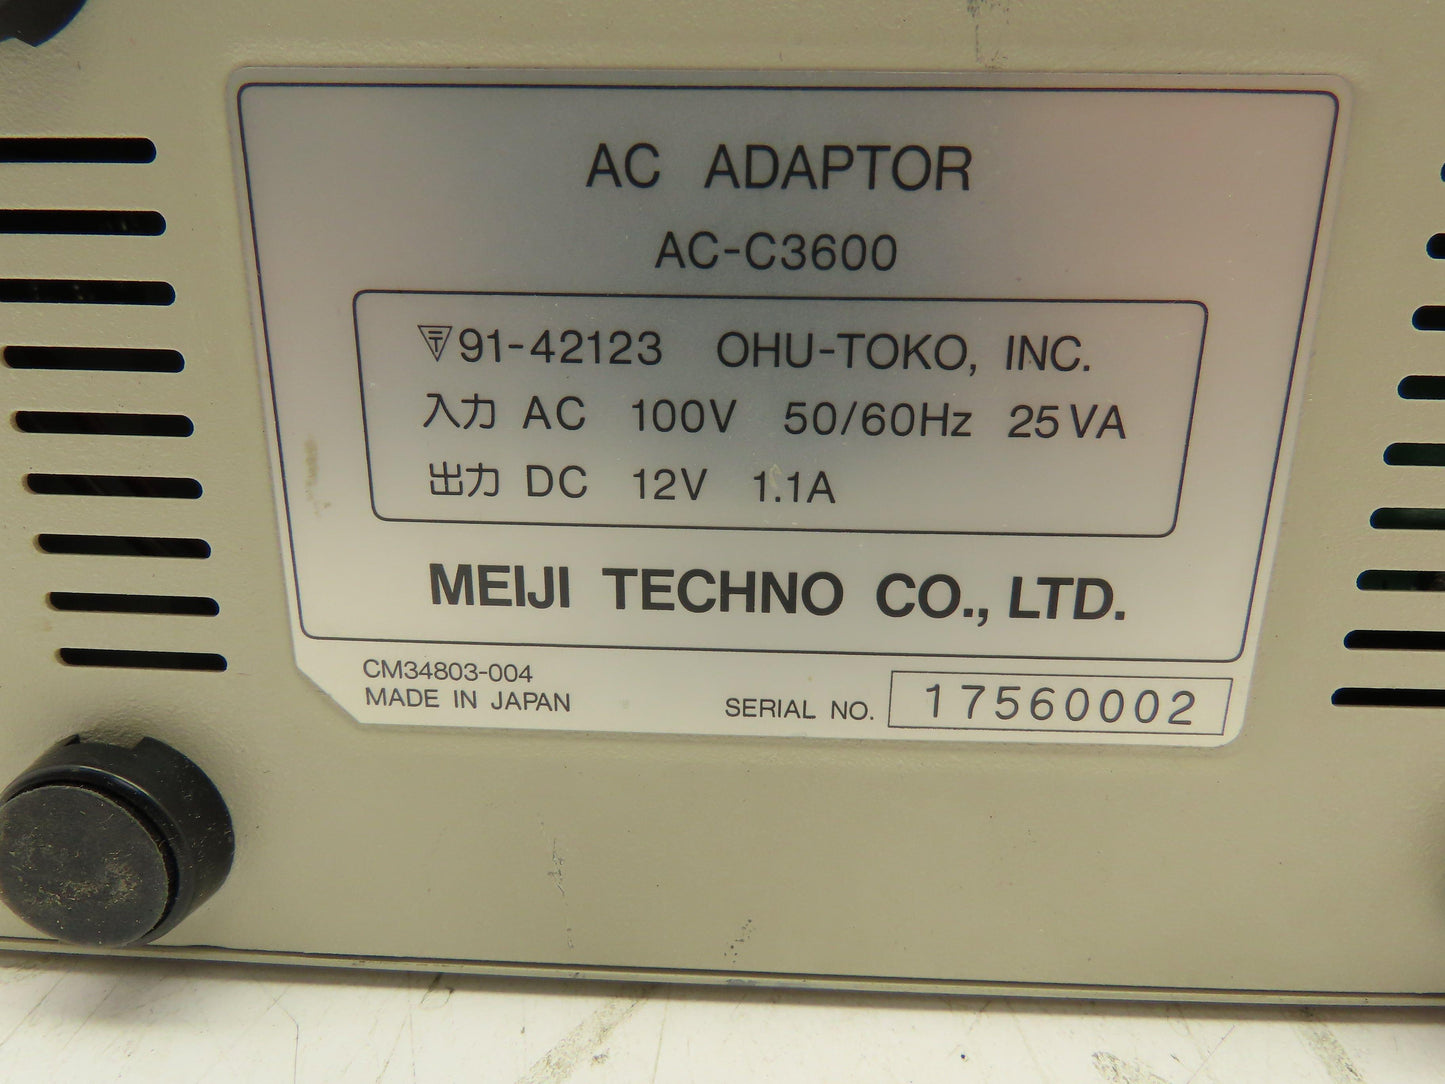 AC ADAPTOR
AC-C3600
91-42123 OHU-TOKO, INC.
入力 AC 100V 50/60Hz 25VA
出力 DC 12V 1.1A
MEIJI TECHNO CO., LTD.
CM34803-004
MADE IN JAPAN
SERIAL NO. 17560002